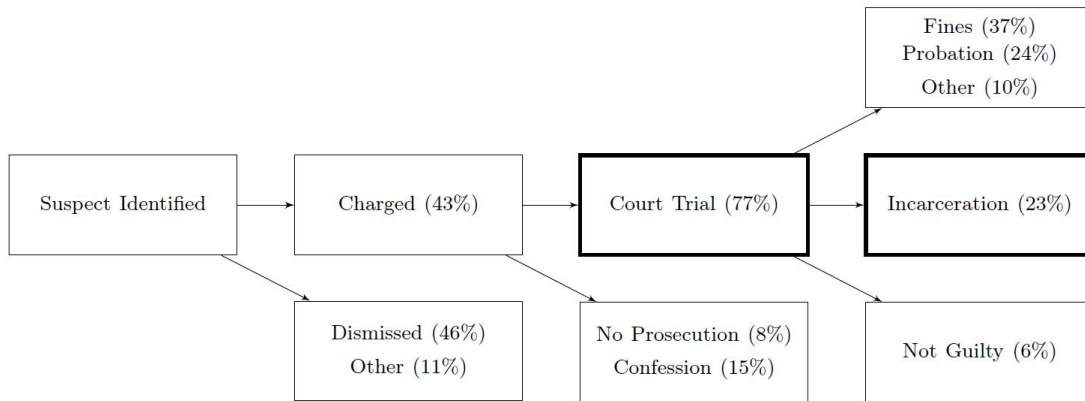 Fines (37%)
Probation (24%)
Other (10%)
Suspect Identified
Charged (43%)
Court Trial (77%)
Incarceration (23%)
Dismissed (46%)
Other (11%)
No Prosecution (8%)
Confession (15%)
Not Guilty (6%)